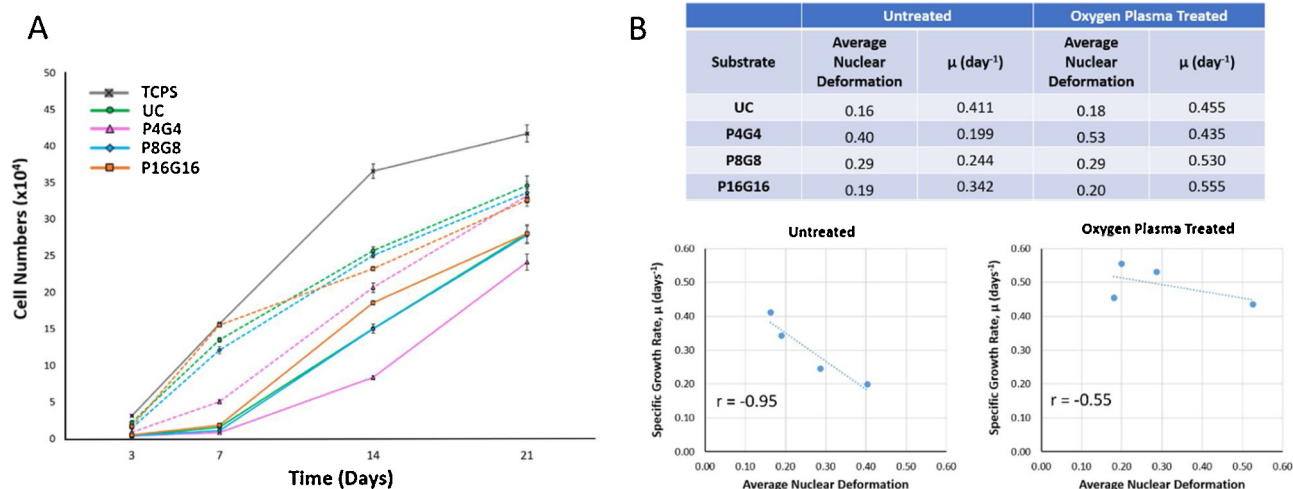 A
50
45
40
35
30
25
20
15
10
5
0
Cell Numbers (x10⁴)
TCPS
UC
P4G4
P8G8
P16G16
3 7 14 21
Time (Days)
B
Untreated Oxygen Plasma Treated
Substrate Average Nuclear Deformation μ (day⁻¹) Average Nuclear Deformation μ (day⁻¹)
UC 0.16 0.411 0.18 0.455
P4G4 0.40 0.199 0.53 0.435
P8G8 0.29 0.244 0.29 0.530
P16G16 0.19 0.342 0.20 0.555
Untreated
Specific Growth Rate, μ (days⁻¹)
0.60
0.50
0.40
0.30
0.20
0.10
0.00
r = -0.95
0.00 0.10 0.20 0.30 0.40 0.50 0.60
Average Nuclear Deformation
Oxygen Plasma Treated
Specific Growth Rate, μ (days⁻¹)
0.60
0.50
0.40
0.30
0.20
0.10
0.00
r = -0.55
0.00 0.10 0.20 0.30 0.40 0.50 0.60
Average Nuclear Deformation